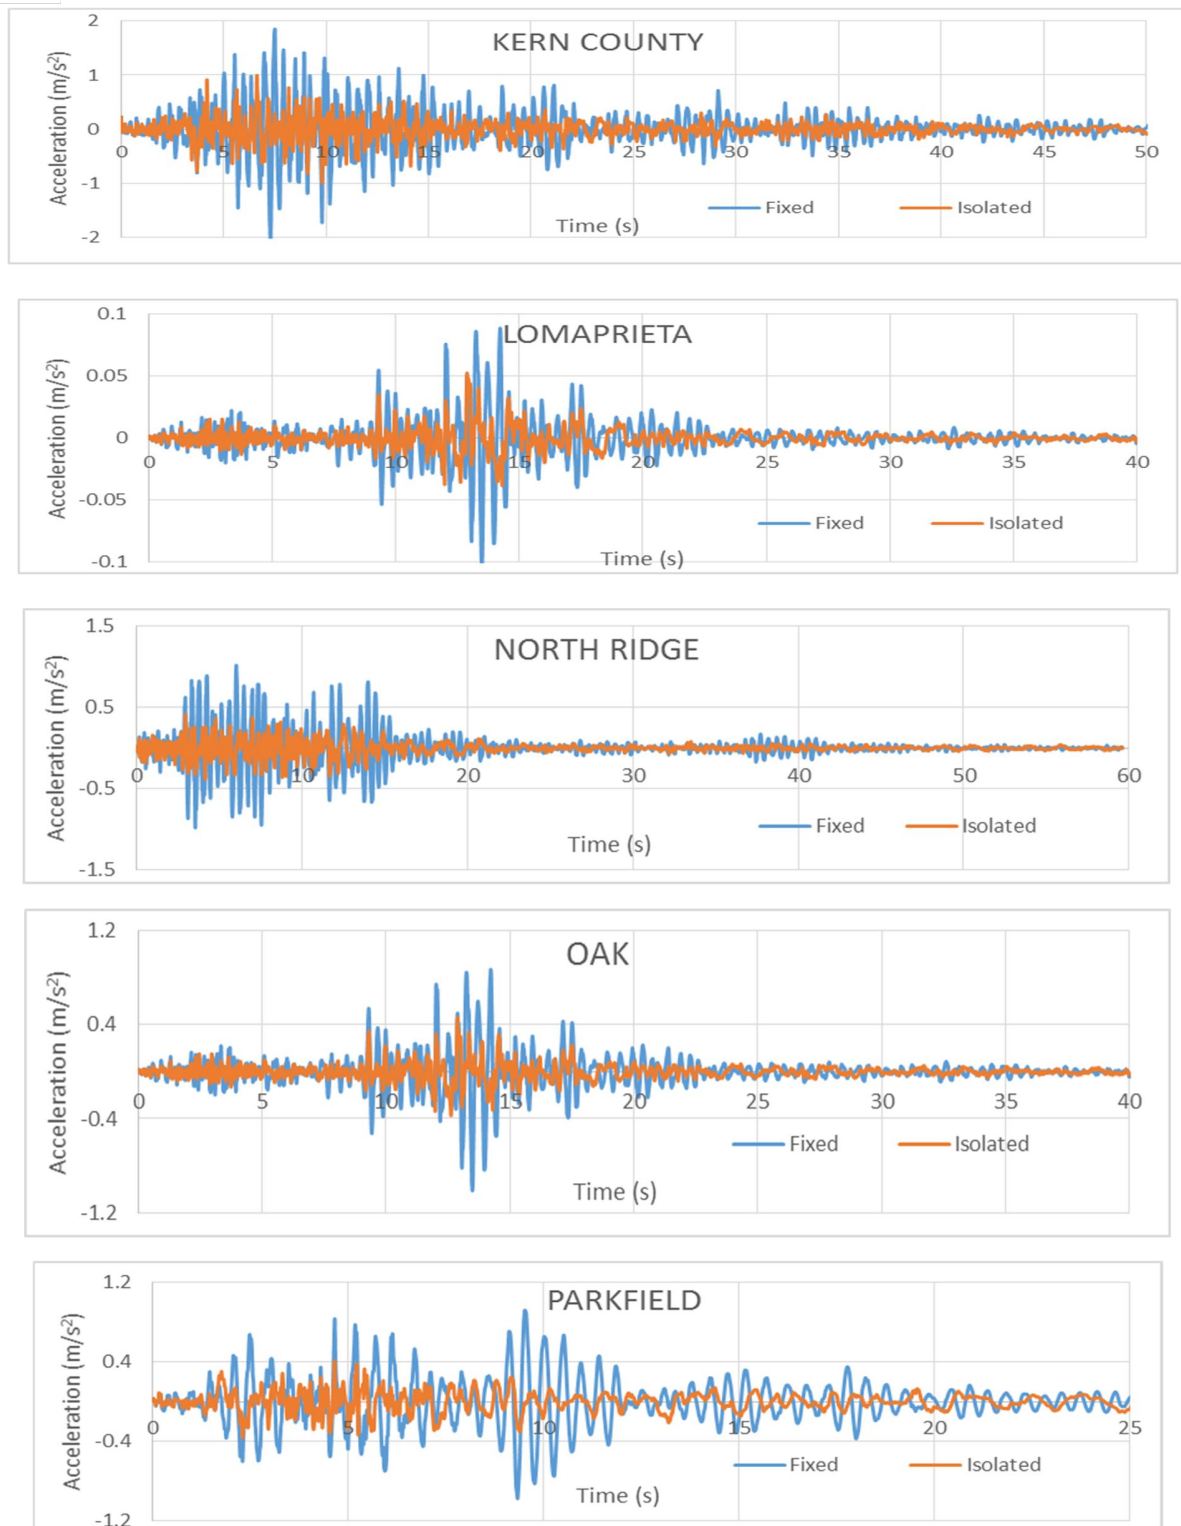 KERN COUNTY
Acceleration (m/s²)
2
1
0
-1
-2
0 5 10 15 20 25 30 35 40 45 50
Fixed Isolated
Time (s)
LOMAPRIETA
Acceleration (m/s²)
0.1
0.05
0
-0.05
-0.1
0 5 10 15 20 25 30 35 40
Fixed Isolated
Time (s)
NORTH RIDGE
Acceleration (m/s²)
1.5
0.5
-0.5
-1.5
0 10 20 30 40 50 60
Fixed Isolated
Time (s)
OAK
Acceleration (m/s²)
1.2
0.4
-0.4
-1.2
0 5 10 15 20 25 30 35 40
Fixed Isolated
Time (s)
PARKFIELD
Acceleration (m/s²)
1.2
0.4
-0.4
-1.2
0 5 10 15 20 25
Fixed Isolated
Time (s)